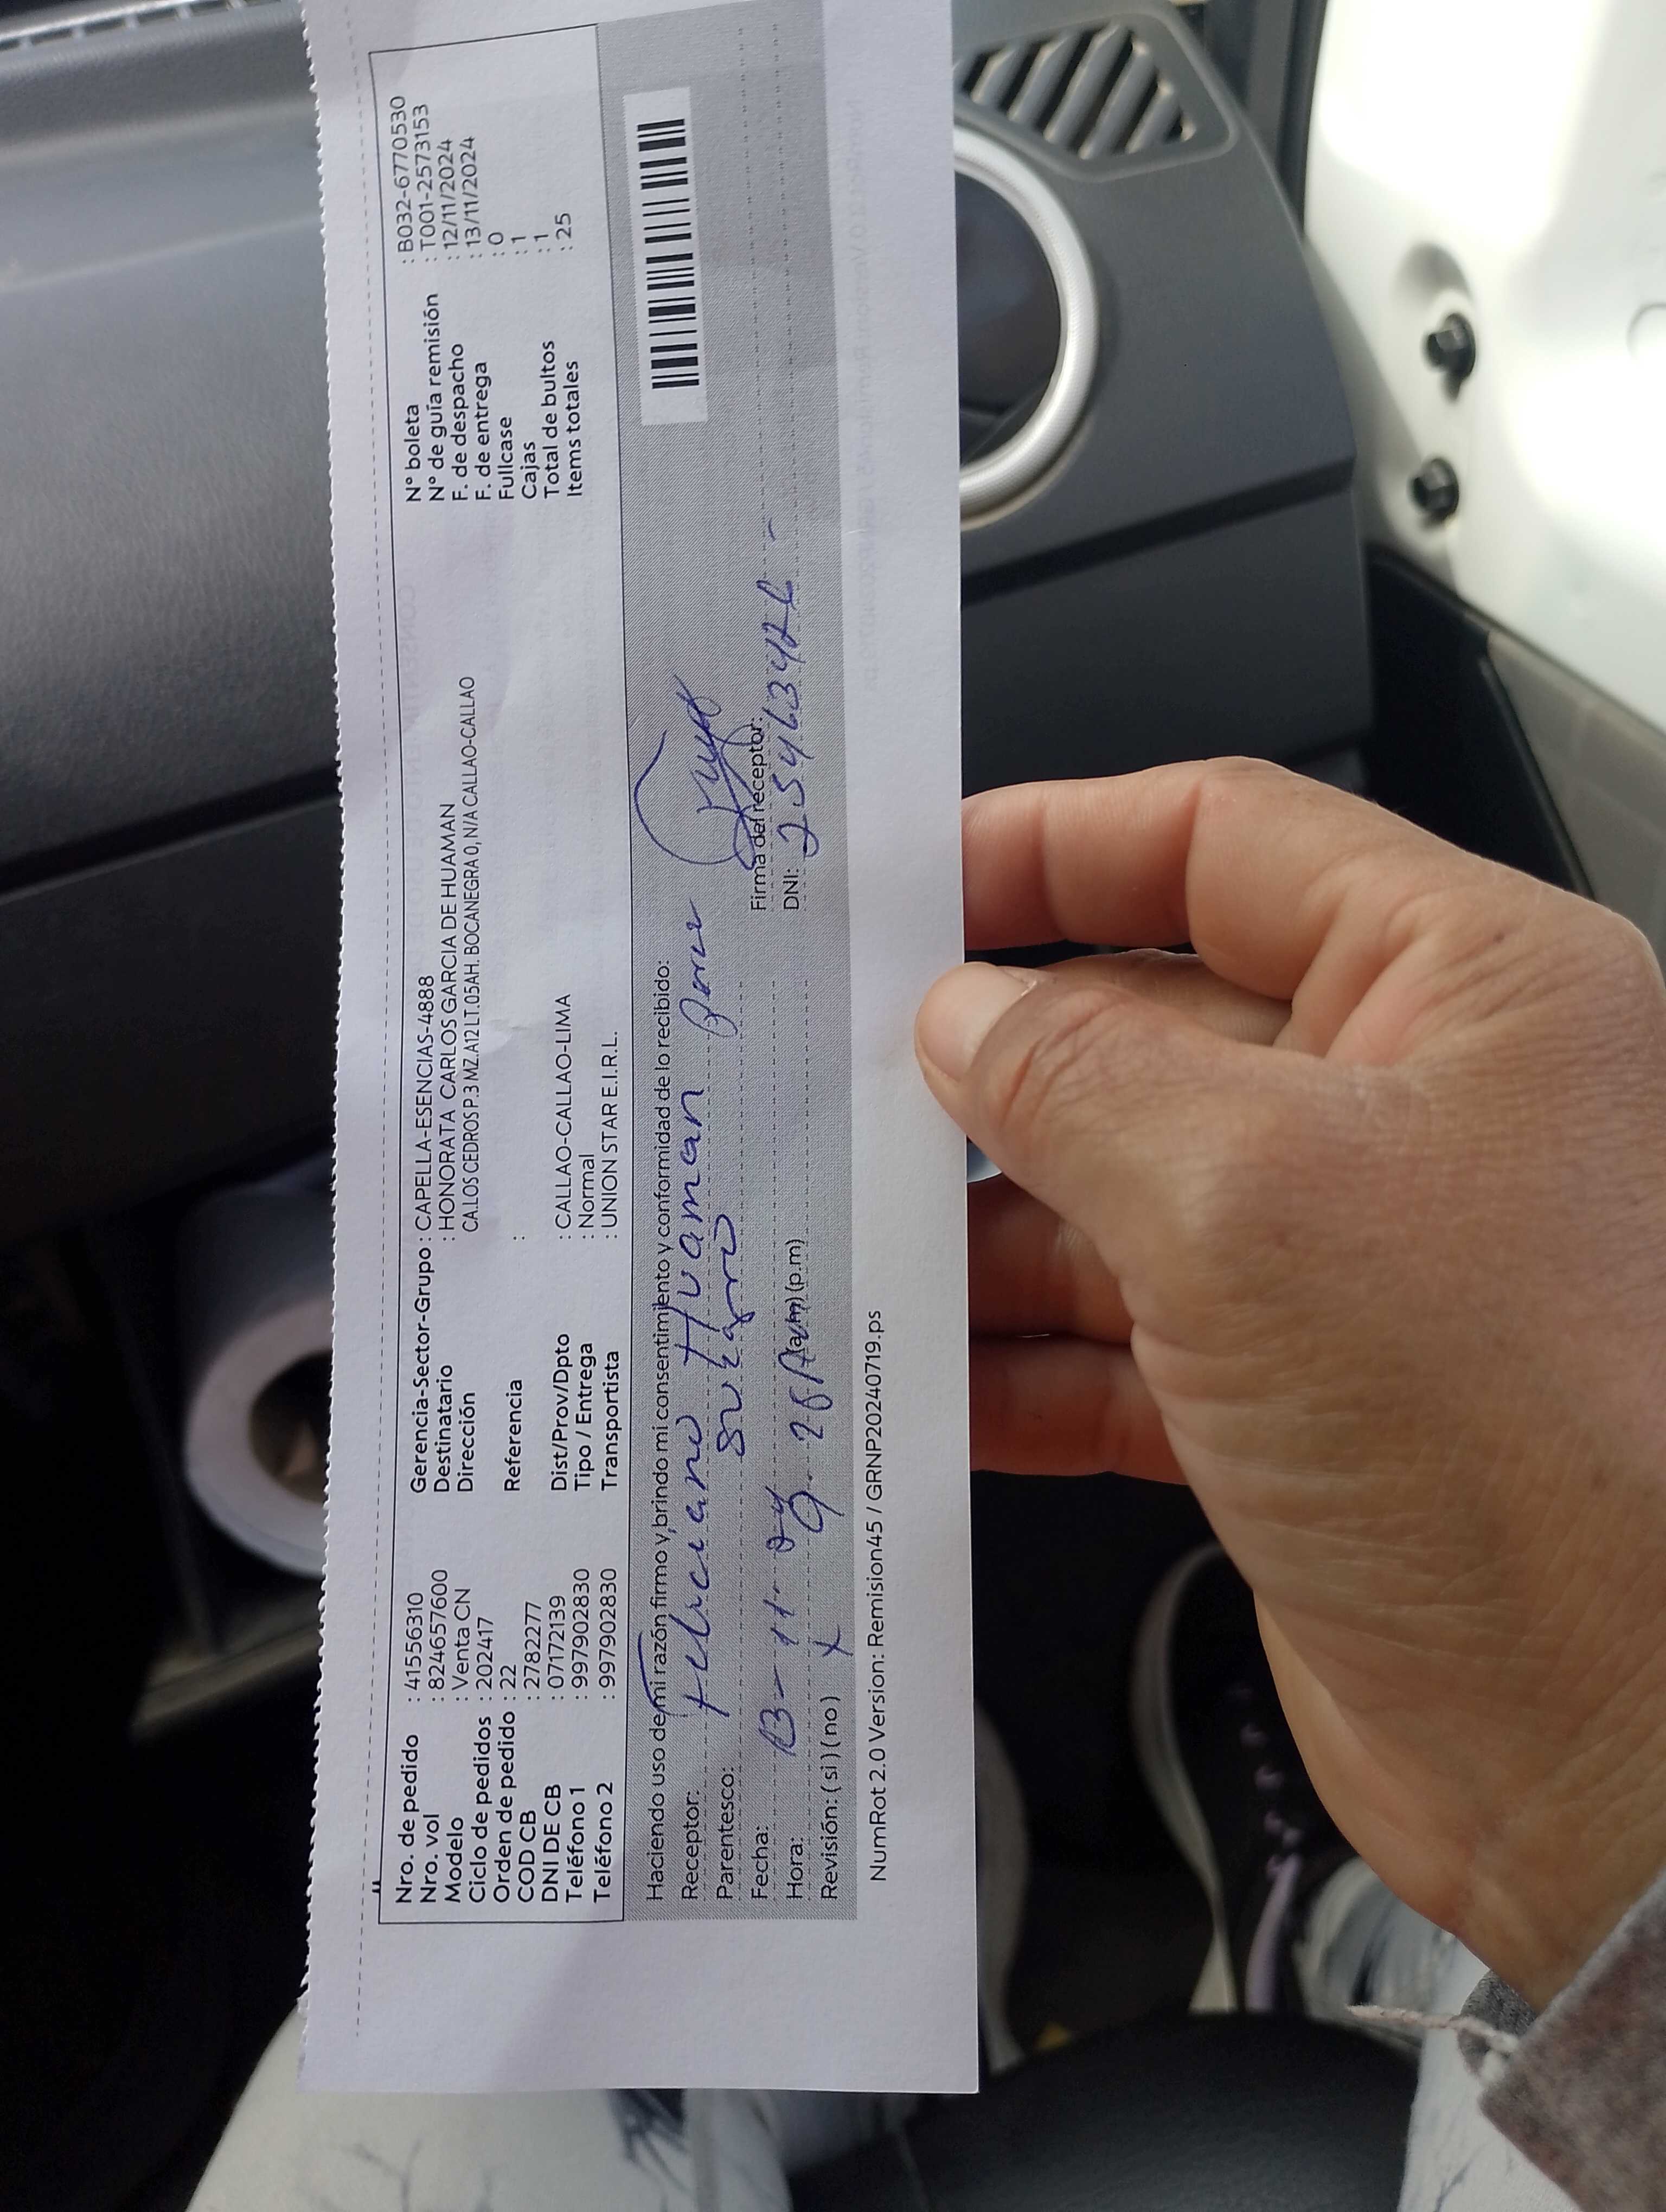 Nro. de pedido : 41556310
Nro. vol : 824657600
Modelo : Venta CN
Ciclo de pedidos : 202417
Orden de pedido : 22
COD CB : 2782277
DNI DE CB : 07172139
Teléfono 1 : 997902830
Teléfono 2 : 997902830
Gerencia-Sector-Grupo : CAPELLA-ESENCIAS-4888
Destinatario : HONORATA CARLOS GARCIA DE HUAMAN
Dirección CA.LOS CEDROS P.3 MZ.A12 LT.05 AH. BOCANEGRA 0, N/A CALLAO-CALLAO
Referencia :
Dist/Prov/Dpto : CALLAO-CALLAO-LIMA
Tipo / Entrega : Normal
Transportista : UNION STAR E.I.R.L.
N° boleta : B032-6770530
N° de guía remisión : T001-2573153
F. de despacho : 12/11/2024
F. de entrega : 13/11/2024
Fullcase : 0
Cajas : 1
Total de bultos : 1
Items totales : 25
Haciendo uso de mi razón firmo y brindo mi consentimiento y conformidad de lo recibido:
Receptor: Feliciano Huaman
Parentesco:
Fecha: 13-11-24
Hora: 9.28 (a.m) (p.m)
Revisión: ( si ) ( no ) X
Firma del receptor:
DNI:
NumRot 2.0 Version: Remision45 / GRNP20240719.ps